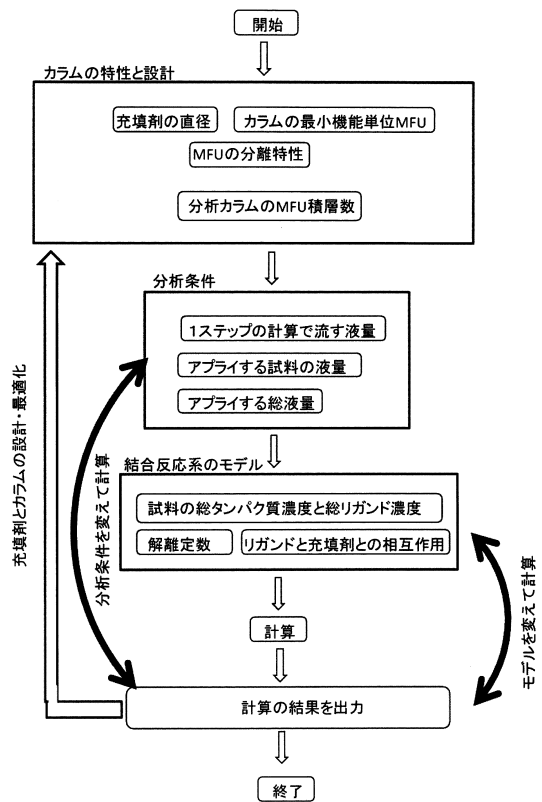 開始
カラムの特性と設計
充填剤の直径
カラムの最小機能単位MFU
MFUの分離特性
分析カラムのMFU積層数
分析条件
1ステップの計算で流す液量
アプライする試料の液量
アプライする総液量
結合反応系のモデル
試料の総タンパク質濃度と総リガンド濃度
解離定数
リガンドと充填剤との相互作用
計算
計算の結果を出力
終了
充填剤とカラムの設計・最適化
分析条件を変えて計算
モデルを変えて計算